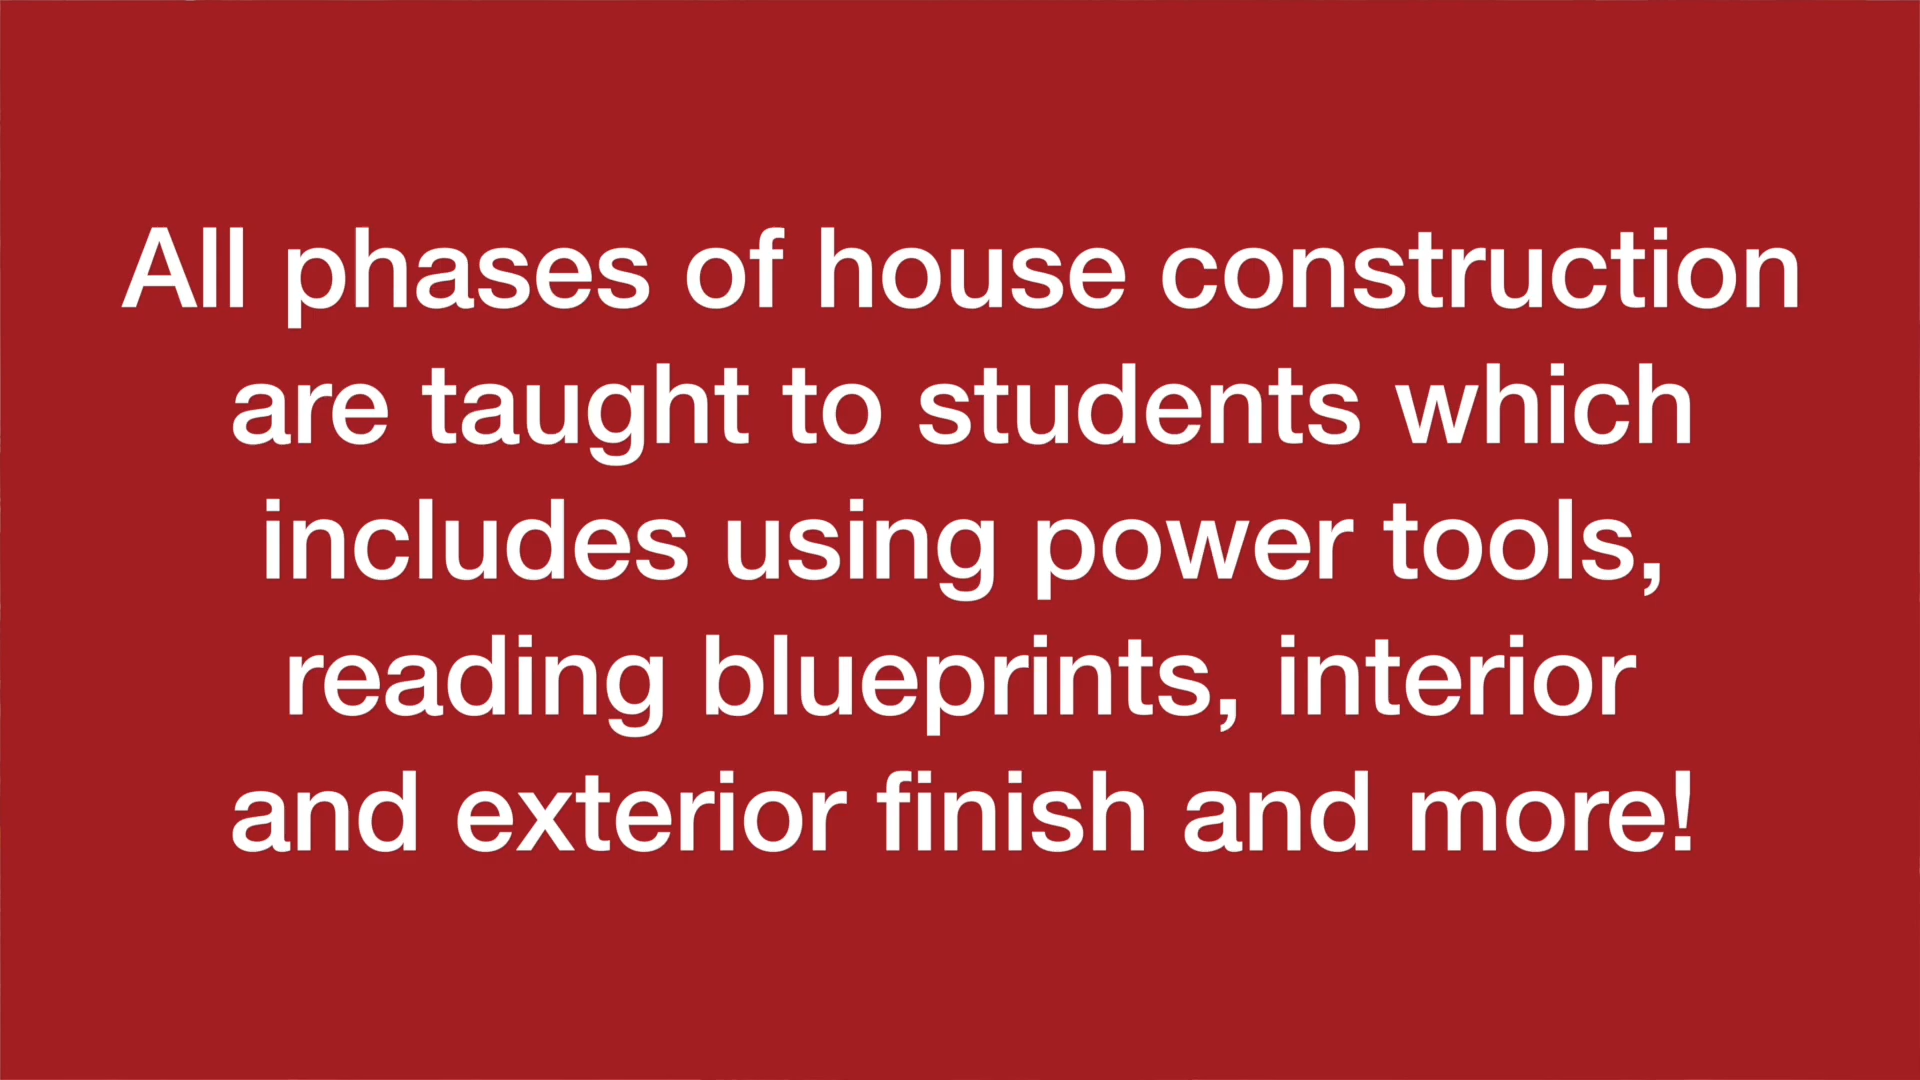 All phases of house construction
are taught to students which
includes using power tools,
reading blueprints, interior
and exterior finish and more!